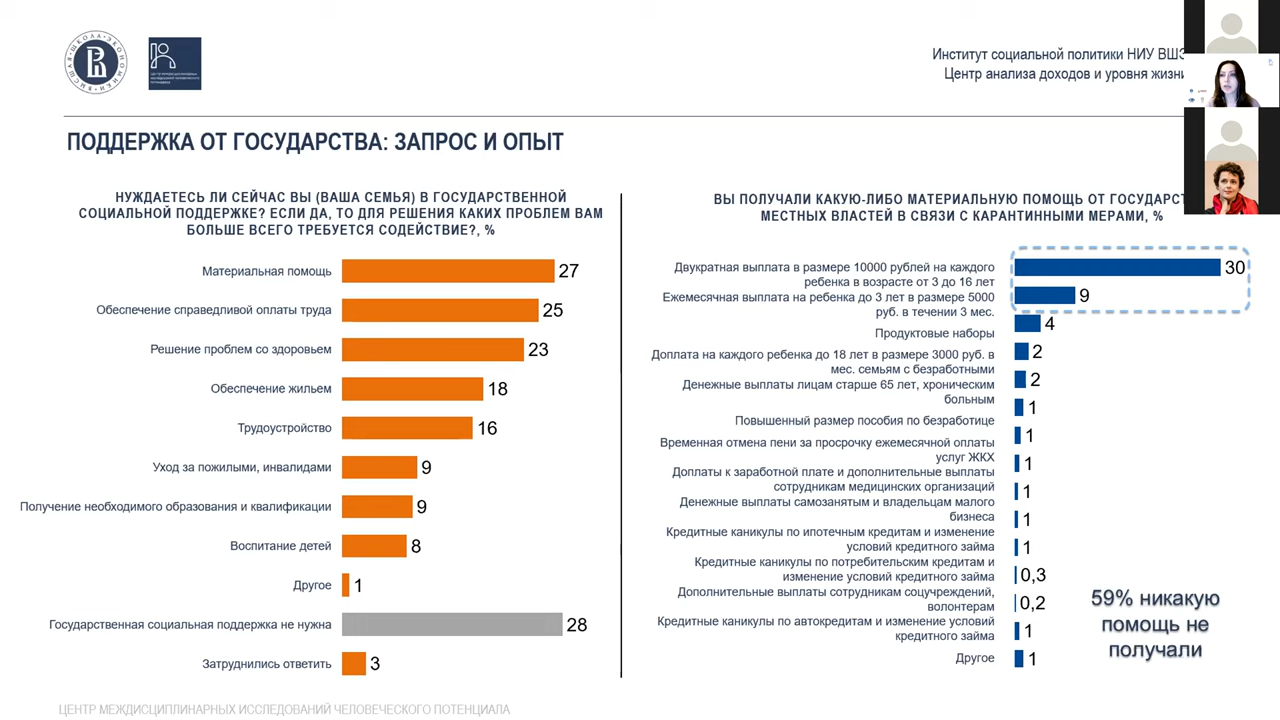 ВЫСШАЯ ШКОЛА ЭКОНОМИКИ
Институт социальной политики НИУ ВШЭ
Центр анализа доходов и уровня жизни
ПОДДЕРЖКА ОТ ГОСУДАРСТВА: ЗАПРОС И ОПЫТ
НУЖДАЕТЕСЬ ЛИ СЕЙЧАС ВЫ (ВАША СЕМЬЯ) В ГОСУДАРСТВЕННОЙ
СОЦИАЛЬНОЙ ПОДДЕРЖКЕ? ЕСЛИ ДА, ТО ДЛЯ РЕШЕНИЯ КАКИХ ПРОБЛЕМ ВАМ
БОЛЬШЕ ВСЕГО ТРЕБУЕТСЯ СОДЕЙСТВИЕ?, %
Материальная помощь 27
Обеспечение справедливой оплаты труда 25
Решение проблем со здоровьем 23
Обеспечение жильем 18
Трудоустройство 16
Уход за пожилыми, инвалидами 9
Получение необходимого образования и квалификации 9
Воспитание детей 8
Другое 1
Государственная социальная поддержка не нужна 28
Затруднились ответить 3
ВЫ ПОЛУЧАЛИ КАКУЮ-ЛИБО МАТЕРИАЛЬНУЮ ПОМОЩЬ ОТ ГОСУДАРСТ
МЕСТНЫХ ВЛАСТЕЙ В СВЯЗИ С КАРАНТИННЫМИ МЕРАМИ, %
Двукратная выплата в размере 10000 рублей на каждого
ребенка в возрасте от 3 до 16 лет 30
Ежемесячная выплата на ребенка до 3 лет в размере 5000
руб. в течении 3 мес. 9
Продуктовые наборы 4
Доплата на каждого ребенка до 18 лет в размере 3000 руб. в
мес. семьям с безработными 2
Денежные выплаты лицам старше 65 лет, хроническим
больным 2
Повышенный размер пособия по безработице 1
Временная отмена пени за просрочку ежемесячной оплаты
услуг ЖКХ 1
Доплаты к заработной плате и дополнительные выплаты
сотрудникам медицинских организаций 1
Денежные выплаты самозанятым и владельцам малого
бизнеса 1
Кредитные каникулы по ипотечным кредитам и изменение
условий кредитного займа 1
Кредитные каникулы по потребительским кредитам и
изменение условий кредитного займа 1
Дополнительные выплаты сотрудникам соцучреждений,
волонтерам 0,3
Кредитные каникулы по автокредитам и изменение условий
кредитного займа 0,2
Другое 1
1
59% никакую
помощь не
получали
ЦЕНТР МЕЖДИСЦИПЛИНАРНЫХ ИССЛЕДОВАНИЙ ЧЕЛОВЕЧЕСКОГО ПОТЕНЦИАЛА